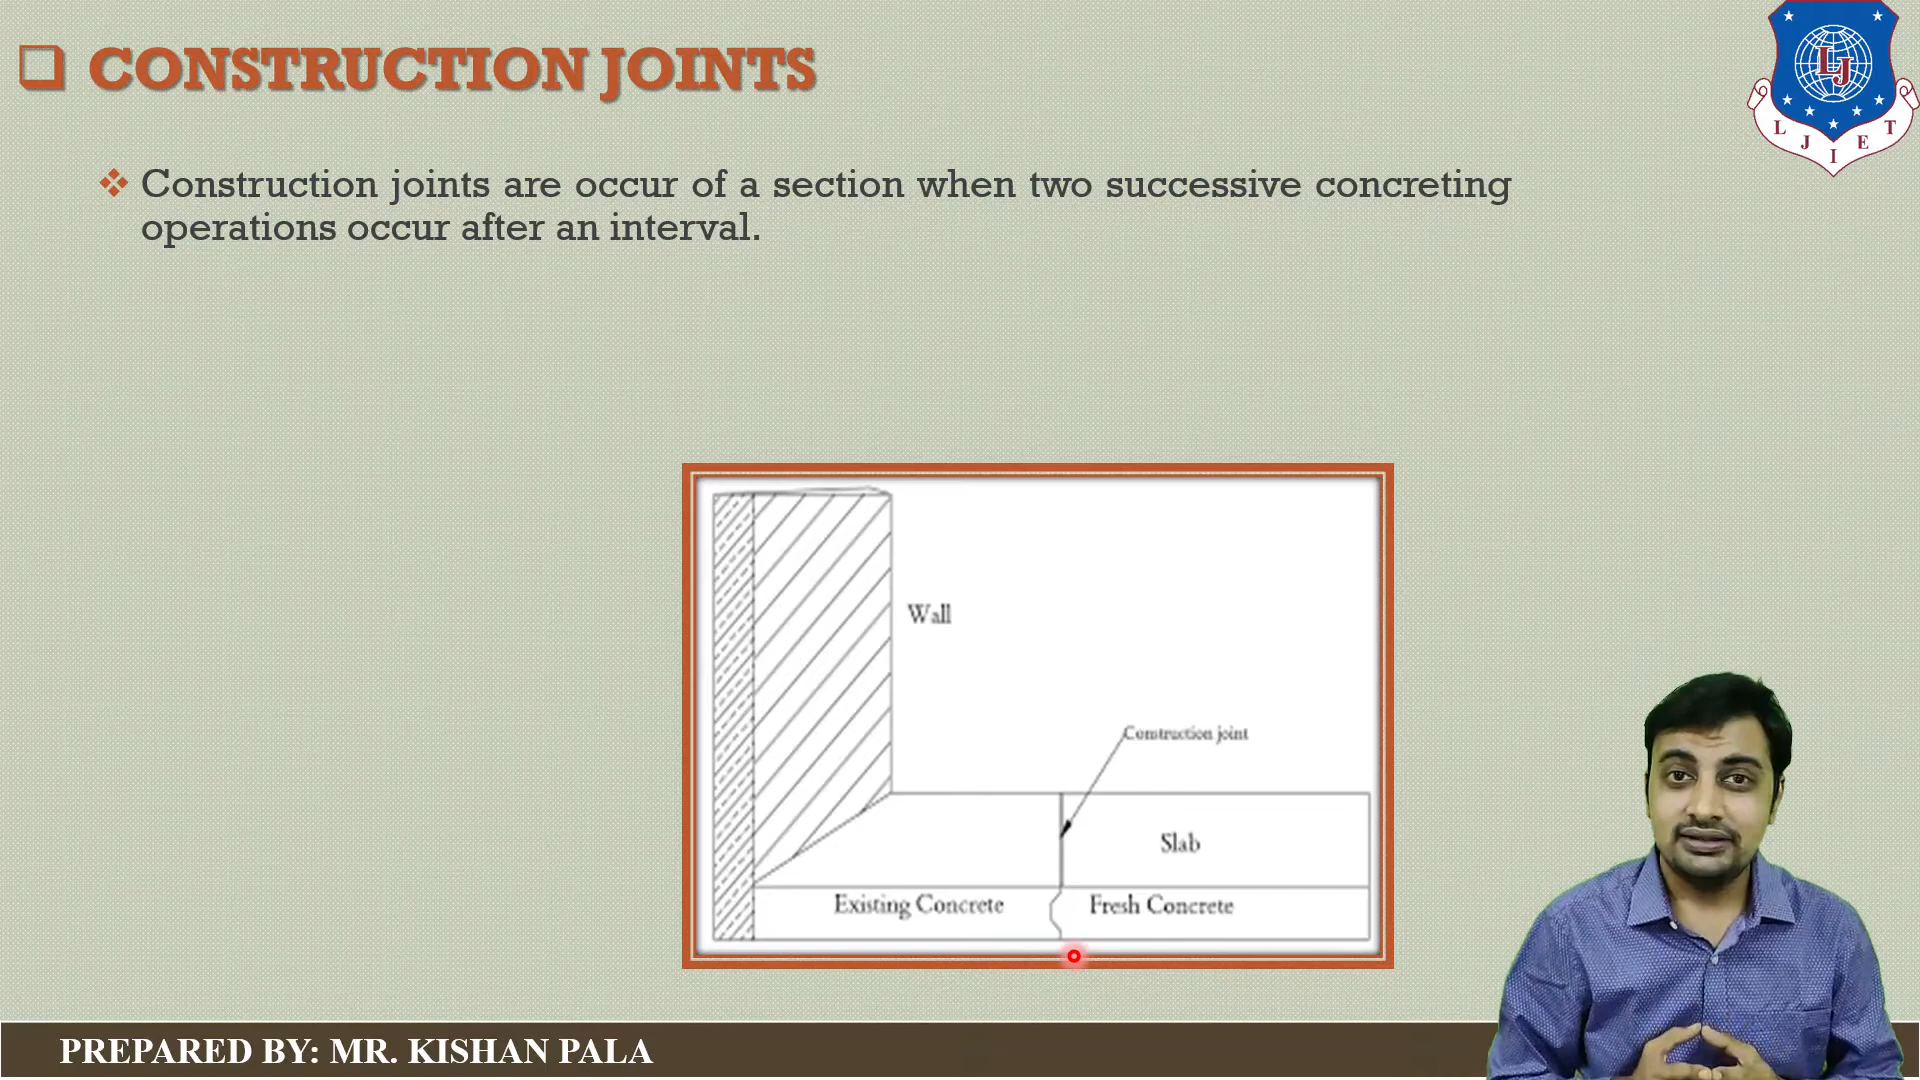 CONSTRUCTION JOINTS
LJ
L J I E T
Construction joints are occur of a section when two successive concreting
operations occur after an interval.
Wall
Construction joint
Slab
Existing Concrete
Fresh Concrete
PREPARED BY: MR. KISHAN PALA